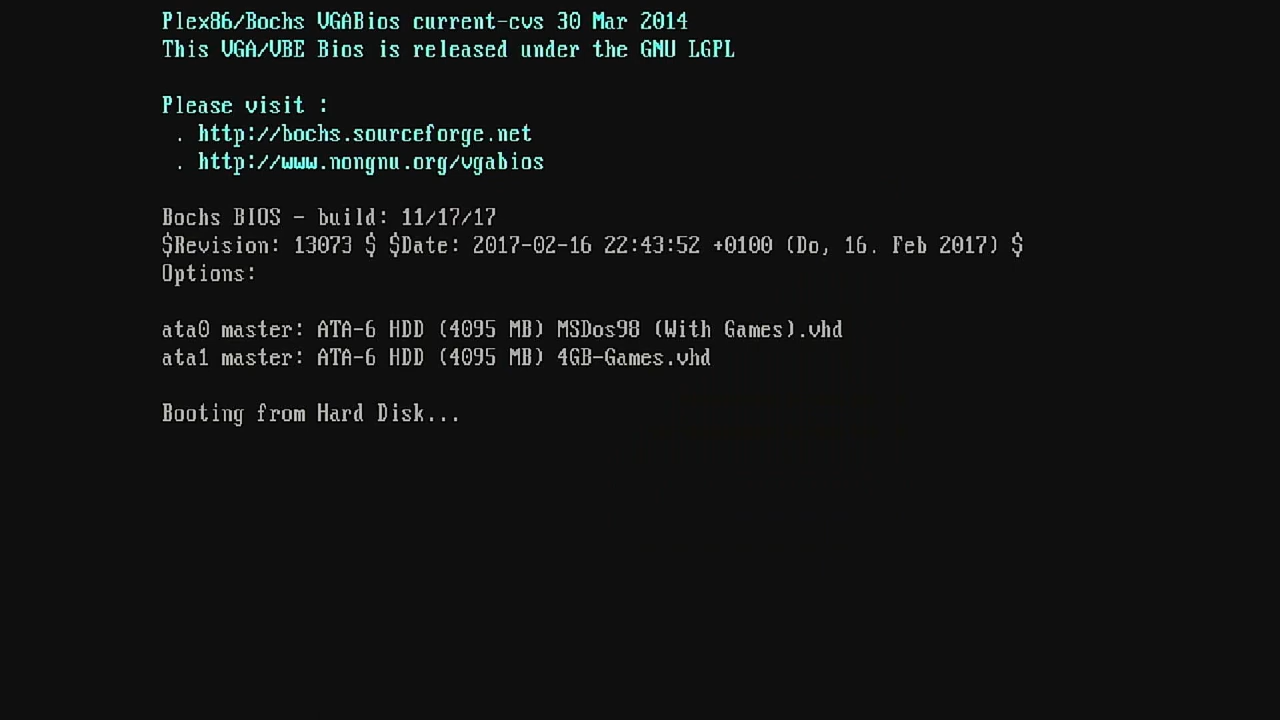 Plex86/Bochs VGABios current-cvs 30 Mar 2014
This VGA/VBE Bios is released under the GNU LGPL
Please visit :
. http://bochs.sourceforge.net
. http://www.nongnu.org/vgabios
Bochs BIOS - build: 11/17/17
$Revision: 13073 $ $Date: 2017-02-16 22:43:52 +0100 (Do, 16. Feb 2017) $
Options:
ata0 master: ATA-6 HDD (4095 MB) MSDos98 (With Games).vhd
ata1 master: ATA-6 HDD (4095 MB) 4GB-Games.vhd
Booting from Hard Disk...